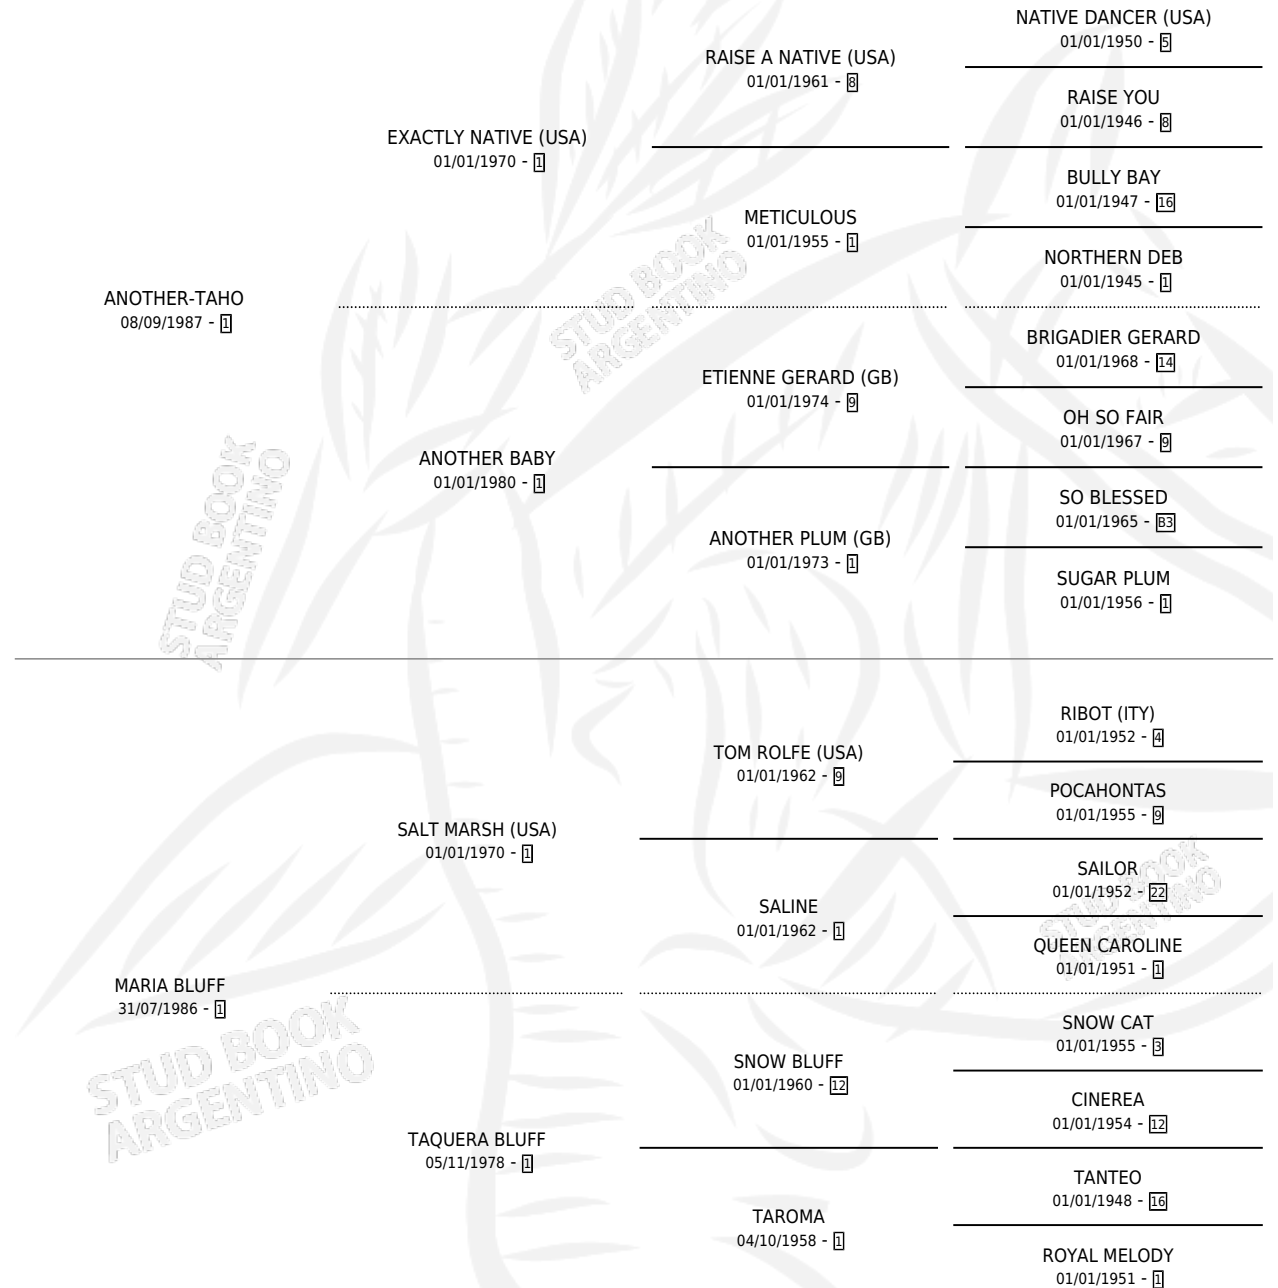 NATIVE DANCER (USA)
01/01/1950 - 5
RAISE A NATIVE (USA)
01/01/1961 - 8
RAISE YOU
01/01/1946 - 8
EXACTLY NATIVE (USA)
01/01/1970 - 1
BULLY BAY
01/01/1947 - 16
METICULOUS
01/01/1955 - 1
NORTHERN DEB
01/01/1945 - 1
ANOTHER-TAHO
08/09/1987 - 1
STUD BOOK
ARGENTINO
BRIGADIER GERARD
01/01/1968 - 14
ETIENNE GERARD (GB)
01/01/1974 - 9
OH SO FAIR
01/01/1967 - 9
ANOTHER BABY
01/01/1980 - 1
SO BLESSED
01/01/1965 - B3
ANOTHER PLUM (GB)
01/01/1973 - 1
SUGAR PLUM
01/01/1956 - 1
STUD BOOK
ARGENTINO
RIBOT (ITY)
01/01/1952 - 4
TOM ROLFE (USA)
01/01/1962 - 9
POCAHONTAS
01/01/1955 - 9
SALT MARSH (USA)
01/01/1970 - 1
SAILOR
01/01/1952 - 22
STUD BOOK
ARGENTINO
SALINE
01/01/1962 - 1
QUEEN CAROLINE
01/01/1951 - 1
MARIA BLUFF
31/07/1986 - 1
STUD BOOK
ARGENTINO
SNOW CAT
01/01/1955 - 3
SNOW BLUFF
01/01/1960 - 12
CINEREA
01/01/1954 - 12
TAQUERA BLUFF
05/11/1978 - 1
TANTEO
01/01/1948 - 16
TAROMA
04/10/1958 - 1
ROYAL MELODY
01/01/1951 - 1